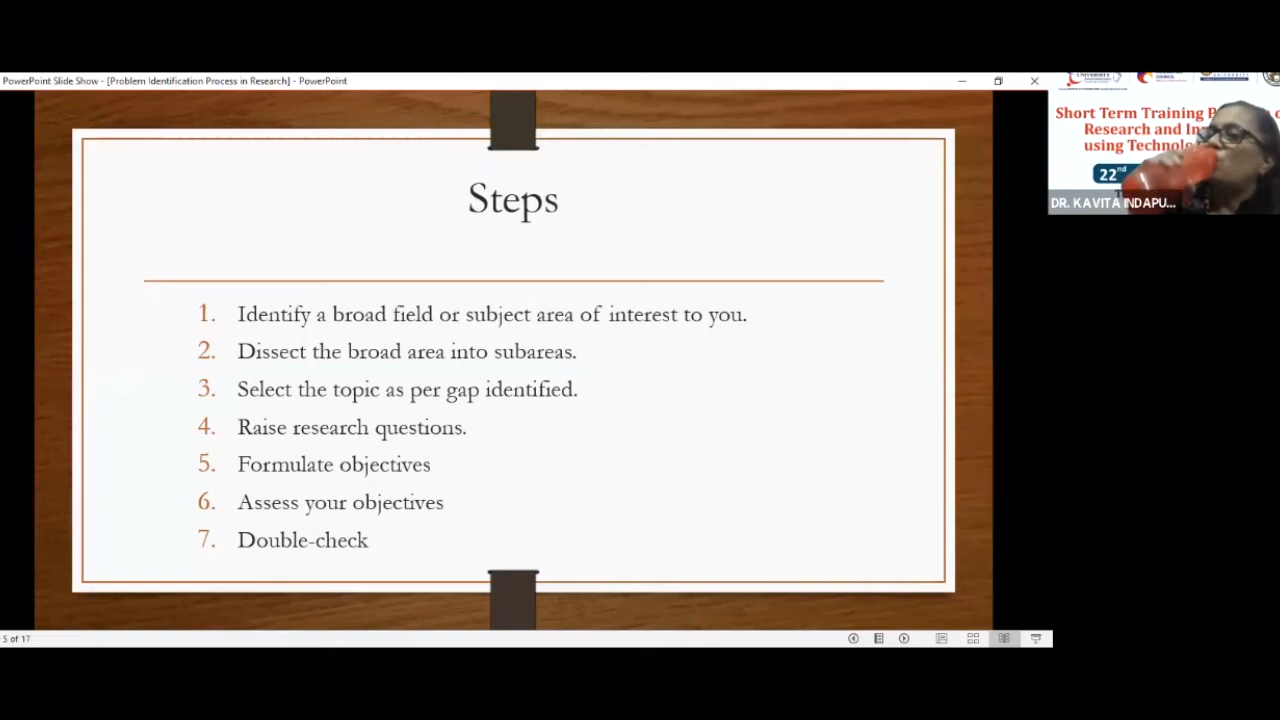 PowerPoint Slide Show - [Problem Identification Process in Research] - PowerPoint
UNIVERSITY
Short Term Training
Research and
using
22nd
DR. KAVITA INDAPU...
Steps
1. Identify a broad field or subject area of interest to you.
2. Dissect the broad area into subareas.
3. Select the topic as per gap identified.
4. Raise research questions.
5. Formulate objectives
6. Assess your objectives
7. Double-check
5 of 17